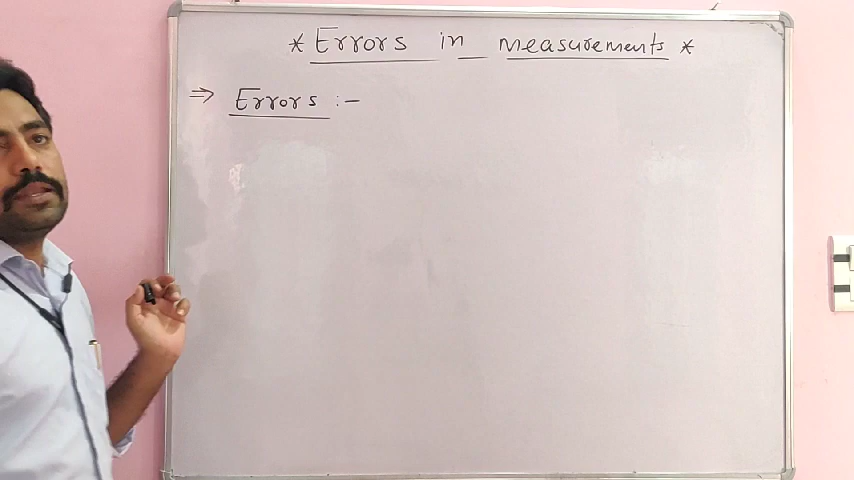 * Errors in measurements *
⇒ Errors :-